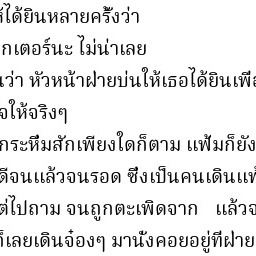 ได้ยินหลายครั้งว่า
กเตอร์นะ ไม่น่าเลย
ว่า หัวหน้าฝ่ายบ่นให้เธอได้ยินเพีย
ให้จริงๆ
กระหึ่มสักเพียงใดก็ตาม แฟ้มก็ยัง
ดีจนแล้วจนรอด ซึ่งเป็นคนเดินแฟ้
ไปถาม จนถูกตะเพิดจาก แล้วจ
ก็เลยเดินจ๋องๆ มานั่งคอยอยู่ที่ฝ่าย